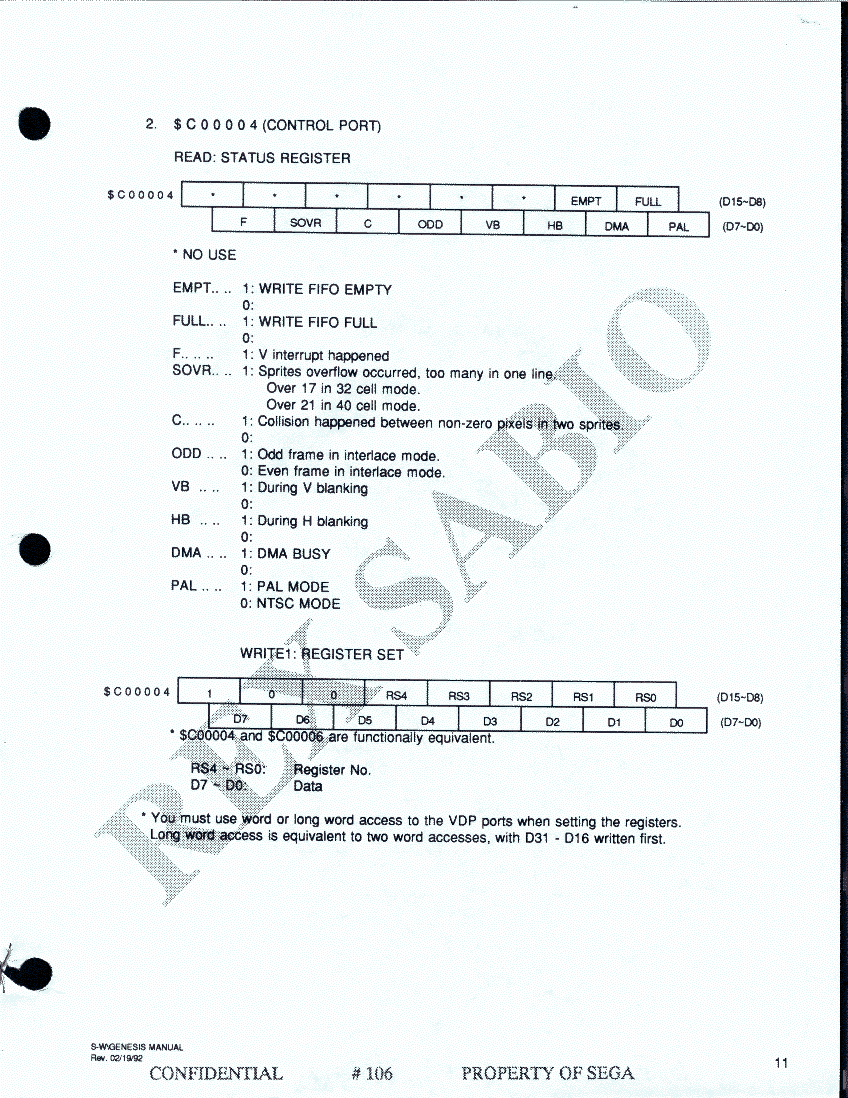 2. $C00004 (CONTROL PORT)
READ: STATUS REGISTER
$C00004 * * * * * * EMPT FULL (D15~D8)
F SOVR C ODD VB HB DMA PAL (D7~D0)
* NO USE
EMPT.. .. 1: WRITE FIFO EMPTY
0:
FULL.. .. 1: WRITE FIFO FULL
0:
F.. .. .. 1: V interrupt happened
SOVR.. .. 1: Sprites overflow occurred, too many in one line.
Over 17 in 32 cell mode.
Over 21 in 40 cell mode.
C.. .. .. 1: Collision happened between non-zero pixels in two sprites.
0:
ODD .. .. 1: Odd frame in interlace mode.
0: Even frame in interlace mode.
VB .. .. 1: During V blanking
0:
HB .. .. 1: During H blanking
0:
DMA .. .. 1: DMA BUSY
0:
PAL .. .. 1: PAL MODE
0: NTSC MODE
WRITE1: REGISTER SET
$C00004 1 0 0 RS4 RS3 RS2 RS1 RS0 (D15~D8)
D7 D6 D5 D4 D3 D2 D1 D0 (D7~D0)
* $C00004 and $C00006 are functionally equivalent.
RS4 ~ RS0: Register No.
D7 ~ D0: Data
* You must use word or long word access to the VDP ports when setting the registers.
Long word access is equivalent to two word accesses, with D31 - D16 written first.
REY SABIO
S-W\GENESIS MANUAL
Rev. 02/19/92
11
CONFIDENTIAL # 106 PROPERTY OF SEGA